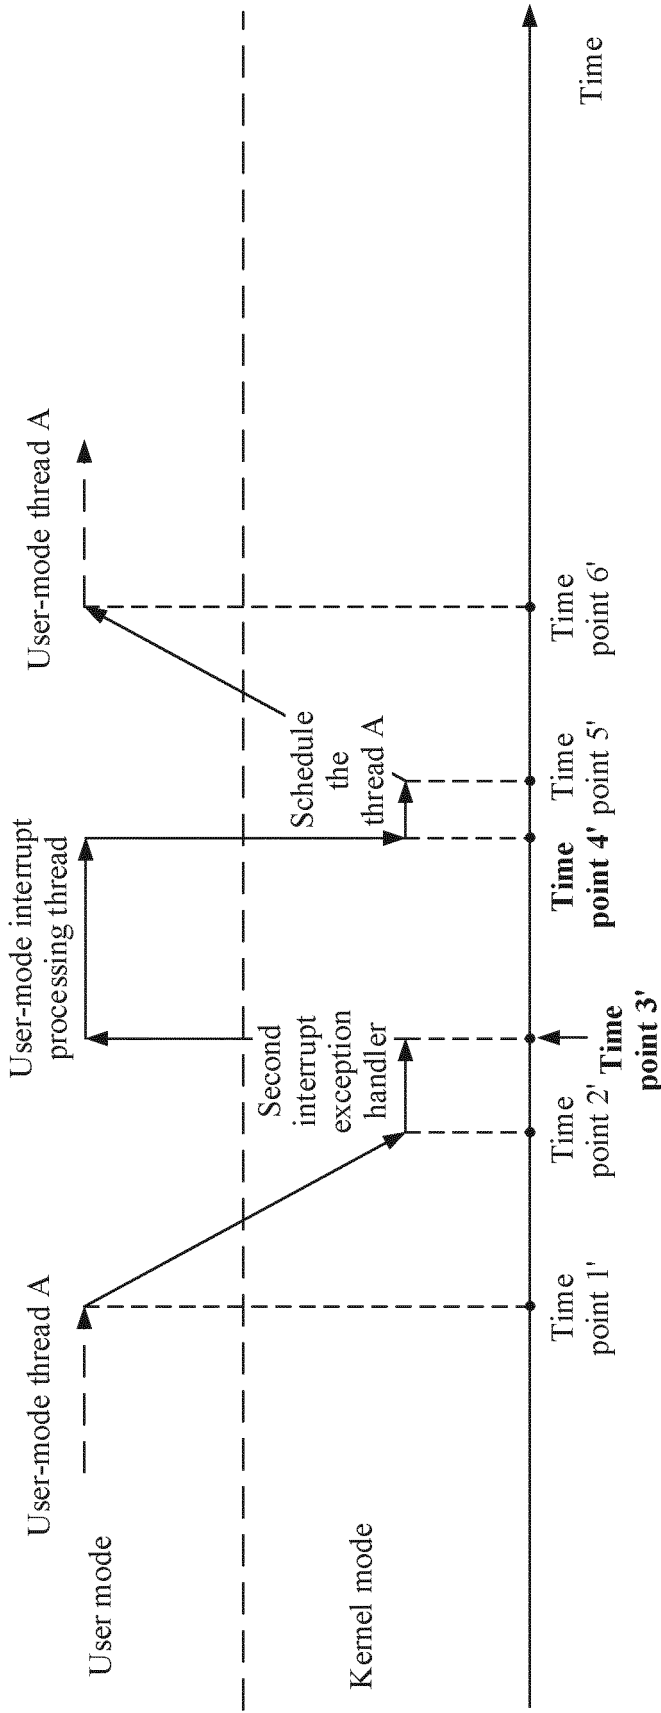 User mode
Kernel mode
User-mode thread A
User-mode interrupt
processing thread
User-mode thread A
Second
interrupt
exception
handler
Schedule
the
thread A
Time
point 1'
Time
point 2'
Time
point 3'
Time
point 4'
Time
point 5'
Time
point 6'
Time